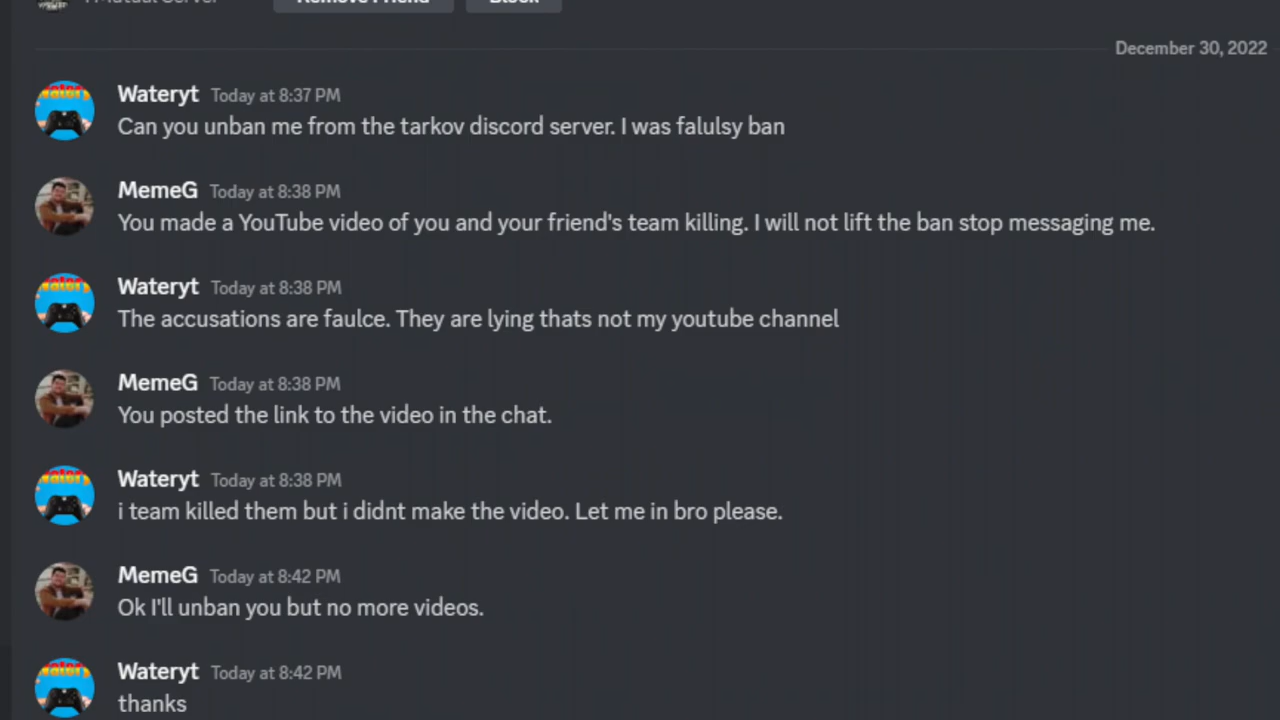 1 Mutual Server Remove Friend Block
December 30, 2022
Wateryt Today at 8:37 PM
Can you unban me from the tarkov discord server. I was falulsy ban
MemeG Today at 8:38 PM
You made a YouTube video of you and your friend's team killing. I will not lift the ban stop messaging me.
Wateryt Today at 8:38 PM
The accusations are faulce. They are lying thats not my youtube channel
MemeG Today at 8:38 PM
You posted the link to the video in the chat.
Wateryt Today at 8:38 PM
i team killed them but i didnt make the video. Let me in bro please.
MemeG Today at 8:42 PM
Ok I'll unban you but no more videos.
Wateryt Today at 8:42 PM
thanks